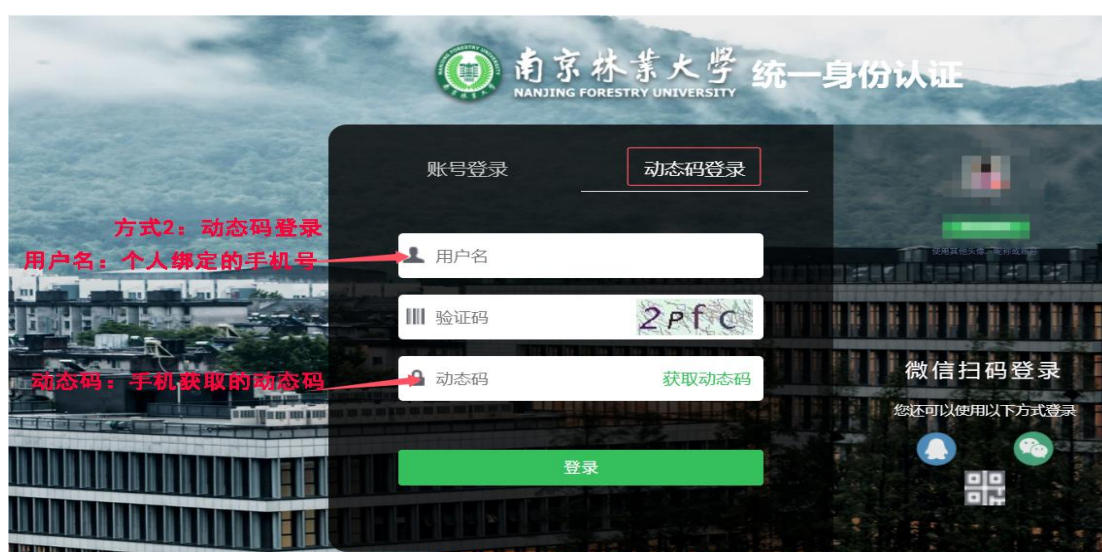 南京林业大学 统一身份认证
NANJING FORESTRY UNIVERSITY
账号登录
动态码登录
方式2：动态码登录
用户名：个人绑定的手机号
用户名
验证码
2PfC
动态码：手机获取的动态码
动态码
获取动态码
登录
微信扫码登录
您还可以使用以下方式登录